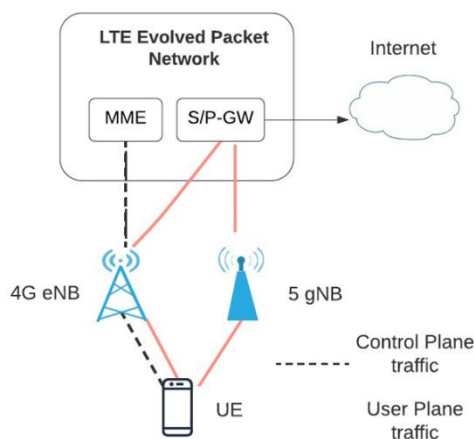 LTE Evolved Packet
Network
Internet
MME
S/P-GW
4G eNB
5 gNB
Control Plane
traffic
UE
User Plane
traffic